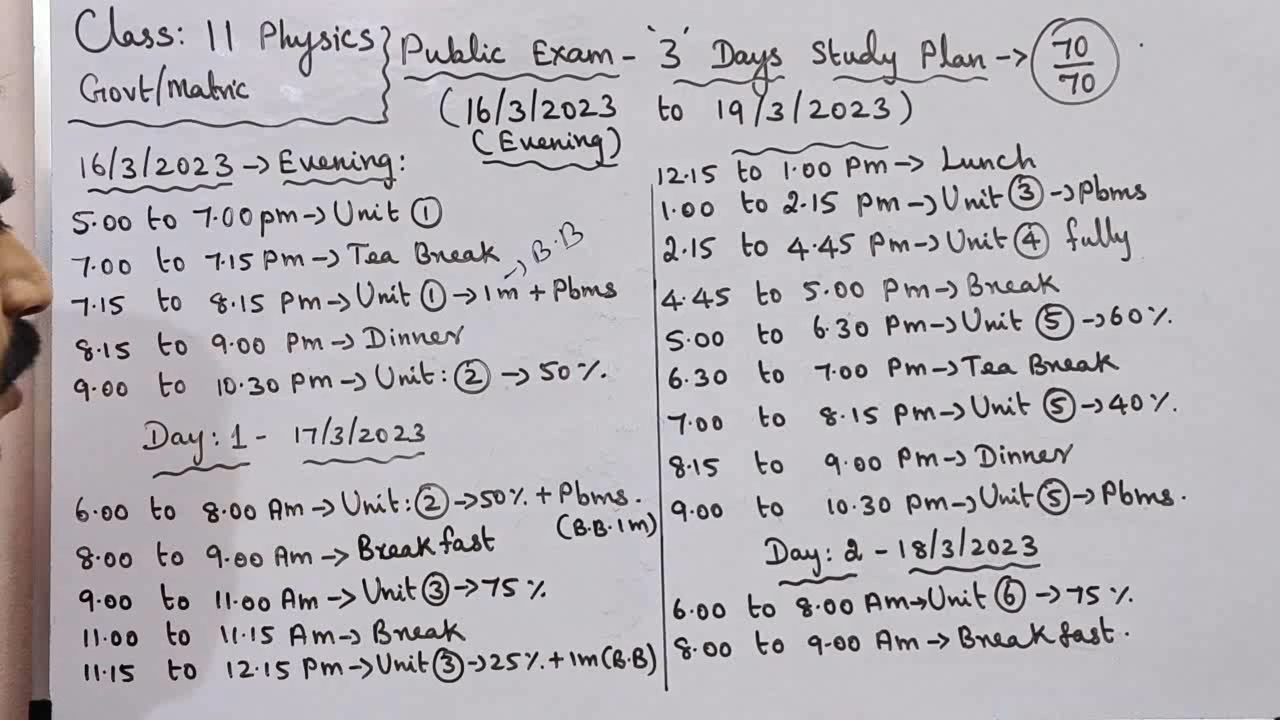 Class: 11 Physics
Govt/Matric
Public Exam - '3' Days Study Plan → 70/70
(16/3/2023 to 19/3/2023)
(Evening)
16/3/2023 → Evening:
5.00 to 7.00 pm → Unit ①
7.00 to 7.15 Pm → Tea Break
→ B.B
7.15 to 8.15 Pm → Unit ① → 1m + Pbms
8.15 to 9.00 Pm → Dinner
9.00 to 10.30 Pm → Unit: ② → 50%.
Day: 1 - 17/3/2023
6.00 to 8.00 Am → Unit: ② → 50% + Pbms.
(B.B. 1m)
8.00 to 9.00 Am → Breakfast
9.00 to 11.00 Am → Unit ③ → 75%
11.00 to 11.15 Am → Break
11.15 to 12.15 Pm → Unit ③ → 25% + 1m (B.B)
12.15 to 1.00 Pm → Lunch
1.00 to 2.15 Pm → Unit ③ → Pbms
2.15 to 4.45 Pm → Unit ④ fully
4.45 to 5.00 Pm → Break
5.00 to 6.30 Pm → Unit ⑤ → 60%.
6.30 to 7.00 Pm → Tea Break
7.00 to 8.15 Pm → Unit ⑤ → 40%.
8.15 to 9.00 Pm → Dinner
9.00 to 10.30 Pm → Unit ⑤ → Pbms.
Day: 2 - 18/3/2023
6.00 to 8.00 Am → Unit ⑥ → 75%.
8.00 to 9.00 Am → Breakfast.